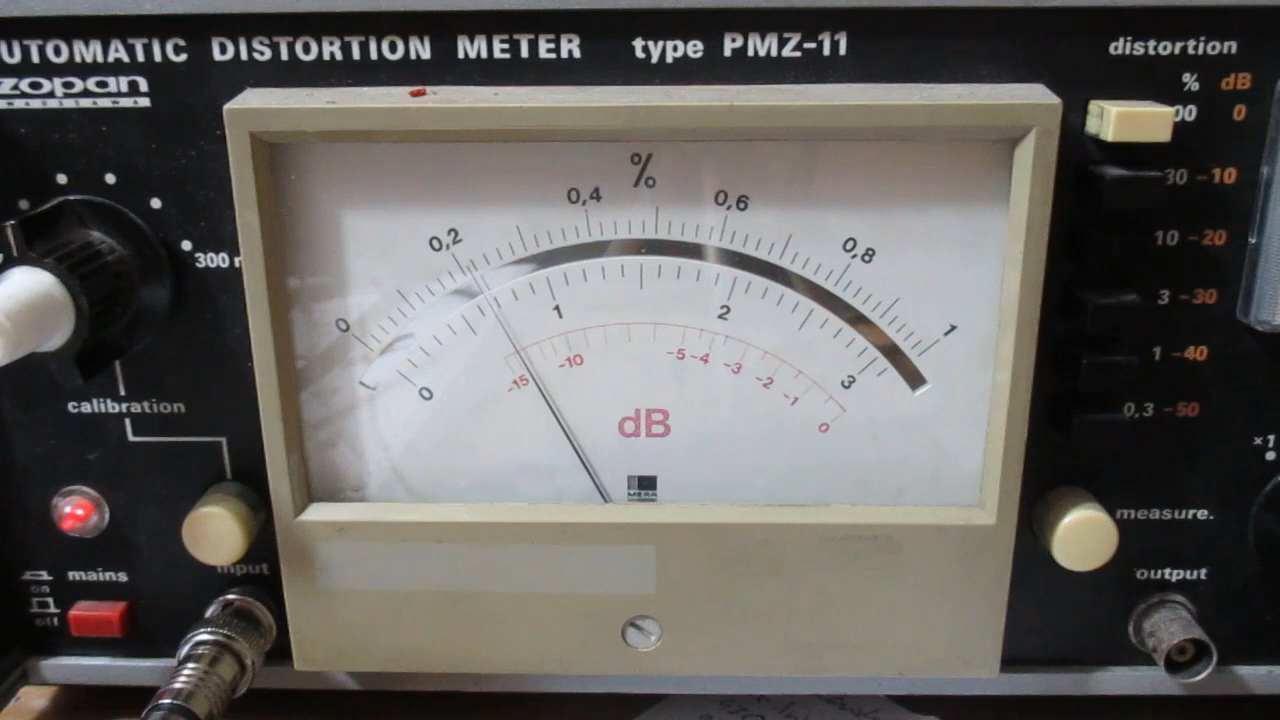 UTOMATIC DISTORTION METER type PMZ-11
zopan
WARSZAWA
distortion
% dB
00 0
30 -10
10 -20
3 -30
1 -40
0,3 -50
300
calibration
mains
on
off
input
%
0 0,2 0,4 0,6 0,8 1
0 1 2 3
-15 -10 -5 -4 -3 -2 -1 0
dB
MERA
measure.
output
×1